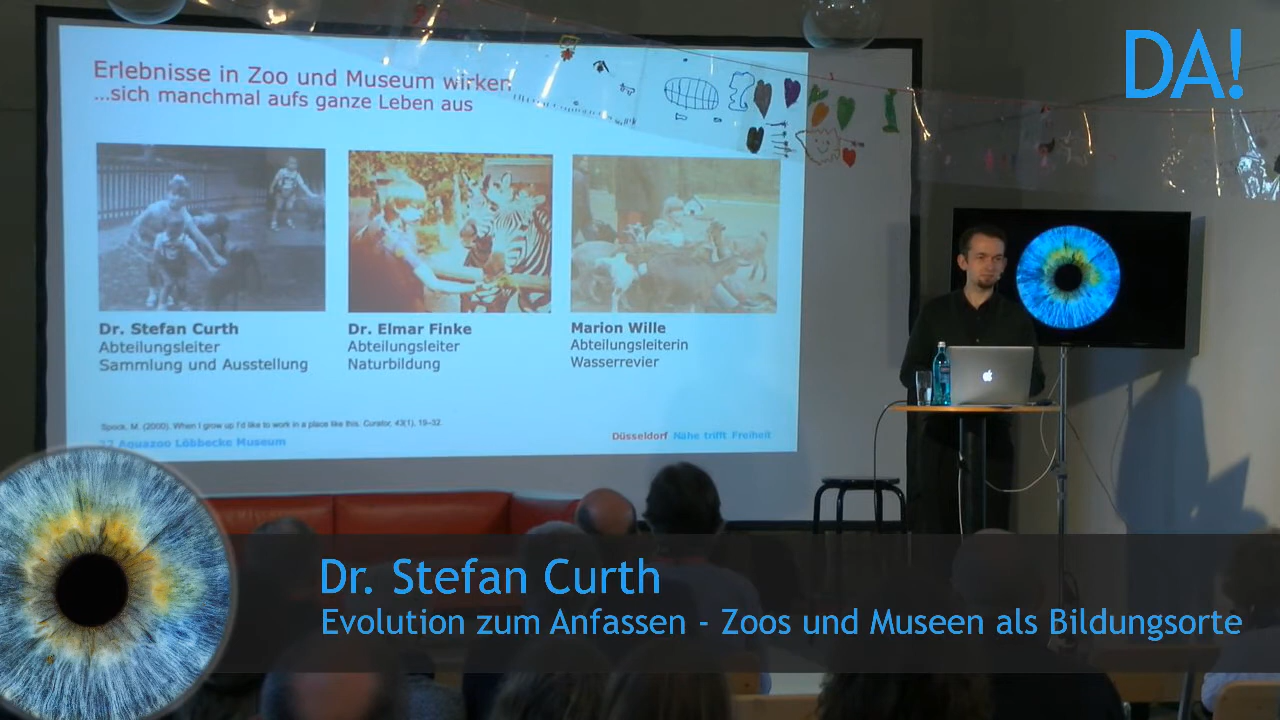 DA!
Erlebnisse in Zoo und Museum wirken
...sich manchmal aufs ganze Leben aus
Dr. Stefan Curth
Abteilungsleiter
Sammlung und Ausstellung
Dr. Elmar Finke
Abteilungsleiter
Naturbildung
Marion Wille
Abteilungsleiterin
Wasserrevier
Spock, M. (2000). When I grow up I'd like to work in a place like this. Curator, 43(1), 19–32.
Aquazoo Löbbecke Museum
Düsseldorf Nähe trifft Freiheit
Dr. Stefan Curth
Evolution zum Anfassen - Zoos und Museen als Bildungsorte